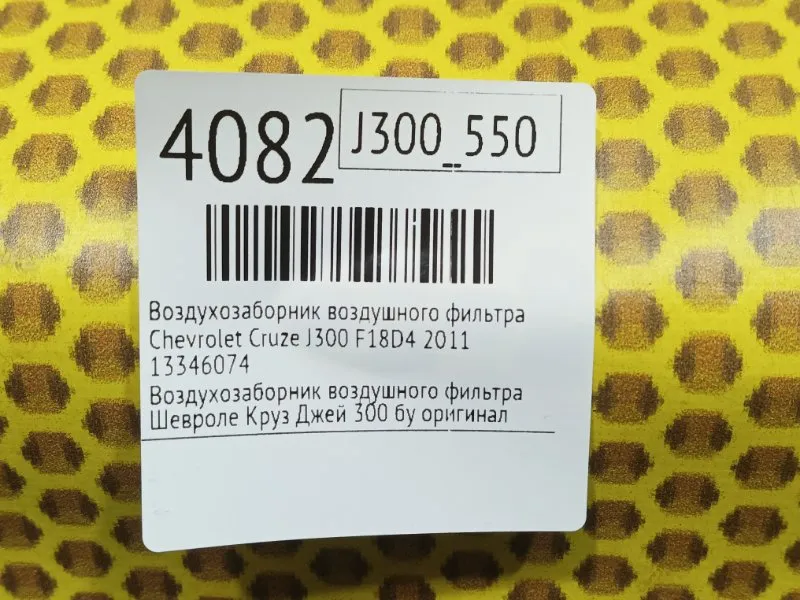 4082
J300_550
Воздухозаборник воздушного фильтра
Chevrolet Cruze J300 F18D4 2011
13346074
Воздухозаборник воздушного фильтра
Шевроле Круз Джей 300 бу оригинал